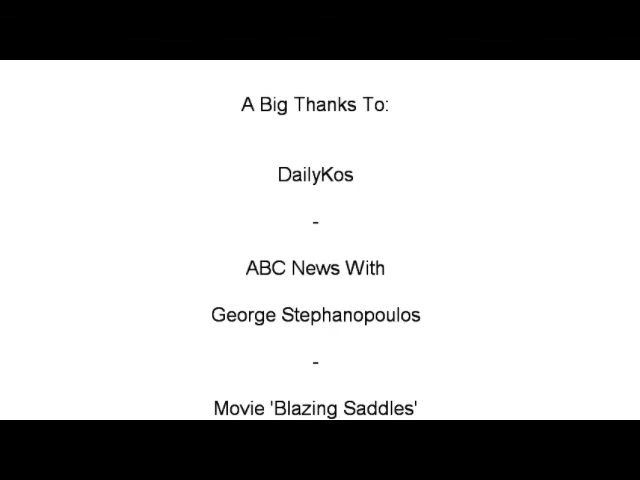 A Big Thanks To:
DailyKos
-
ABC News With
George Stephanopoulos
-
Movie 'Blazing Saddles'